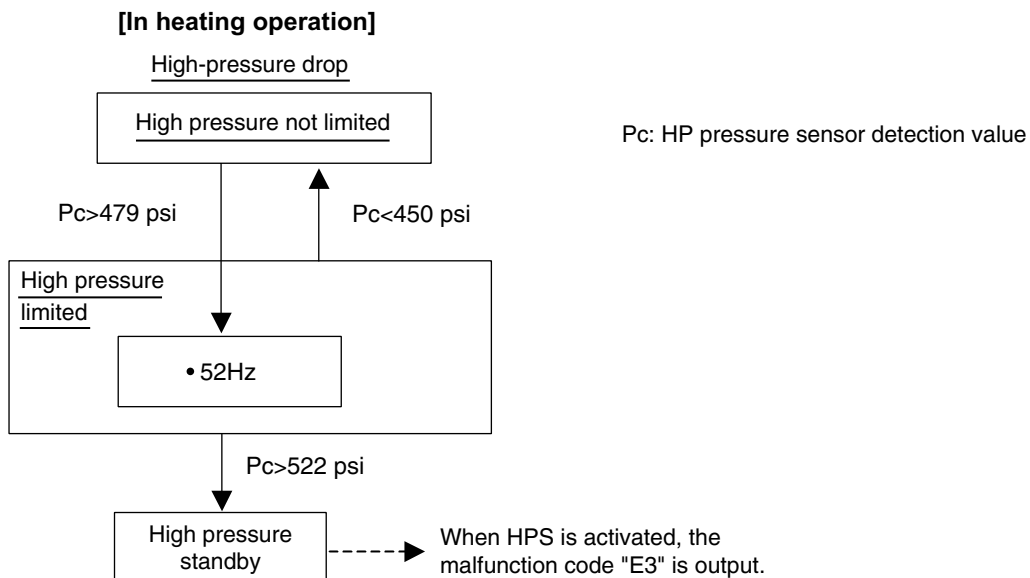 [In heating operation]
High-pressure drop
High pressure not limited
Pc: HP pressure sensor detection value
Pc>479 psi
Pc<450 psi
High pressure
limited
• 52Hz
Pc>522 psi
High pressure
standby
When HPS is activated, the
malfunction code "E3" is output.